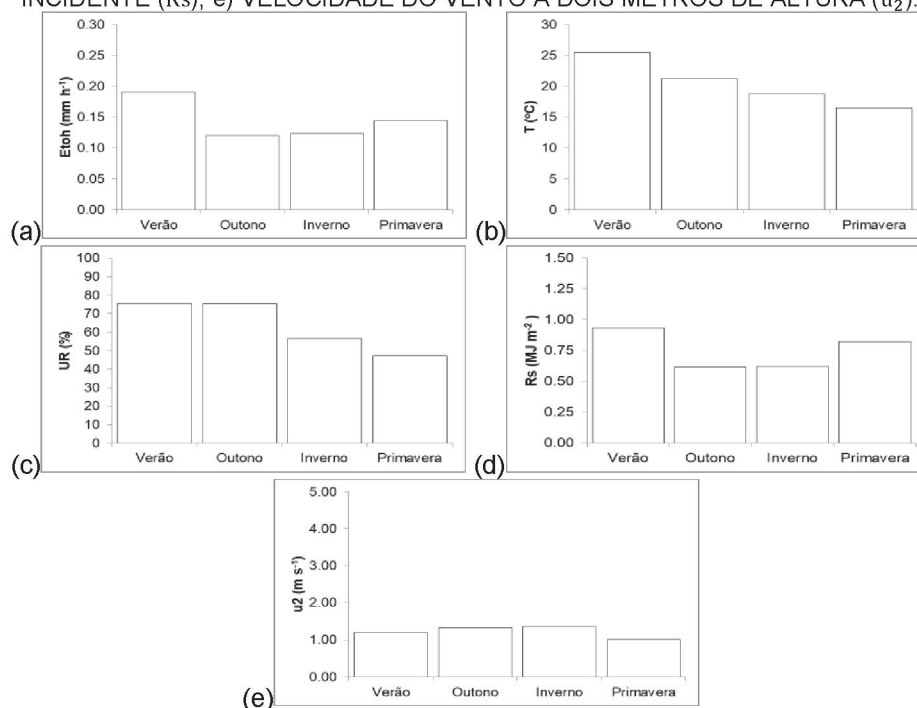 INCIDENTE (Rs); e) VELOCIDADE DO VENTO A DOIS METROS DE ALTURA (u₂).
0.30
0.25
0.20
0.15
0.10
0.05
0.00
Etoh (mm h⁻¹)
Verão Outono Inverno Primavera
(a)
30
25
20
15
10
5
0
T (ºC)
Verão Outono Inverno Primavera
(b)
100
90
80
70
60
50
40
30
20
10
0
UR (%)
Verão Outono Inverno Primavera
(c)
1.50
1.25
1.00
0.75
0.50
0.25
0.00
Rs (MJ m⁻²)
Verão Outono Inverno Primavera
(d)
5.00
4.00
3.00
2.00
1.00
0.00
u2 (m s⁻¹)
Verão Outono Inverno Primavera
(e)